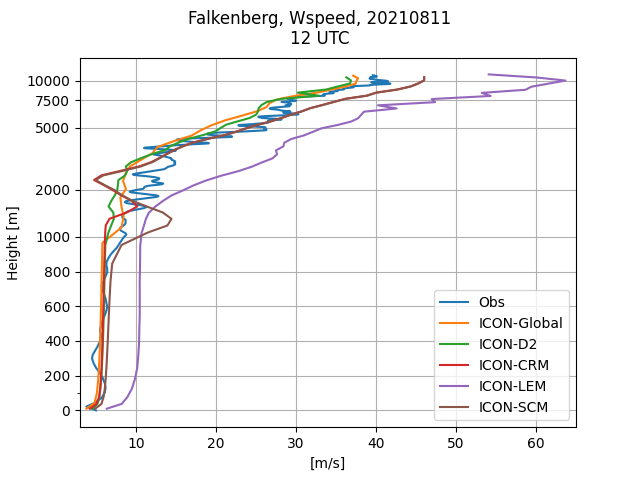 Falkenberg, Wspeed, 20210811
12 UTC
10000
7500
5000
2000
1000
800
600
400
200
0
Height [m]
10
20
30
40
50
60
[m/s]
Obs
ICON-Global
ICON-D2
ICON-CRM
ICON-LEM
ICON-SCM